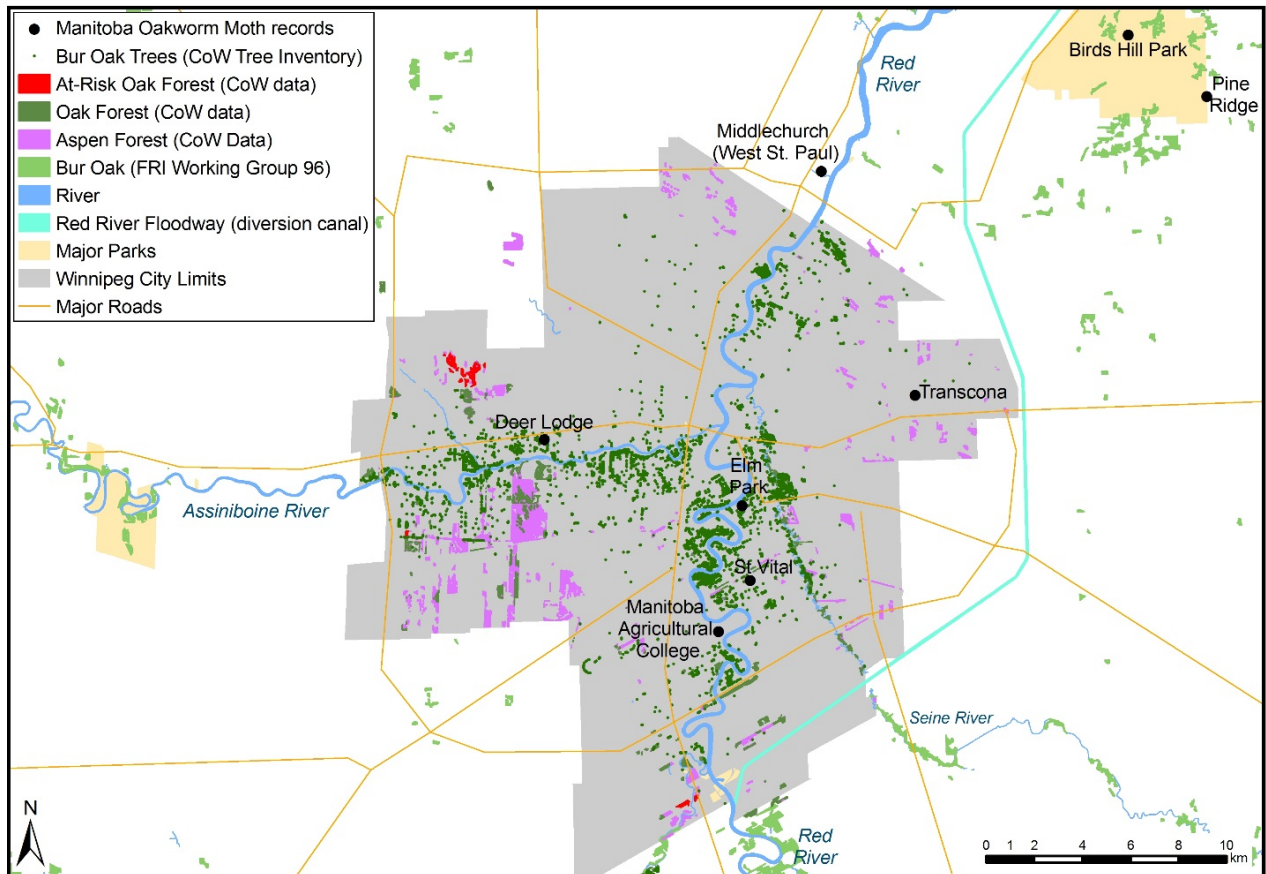 Manitoba Oakworm Moth records
Bur Oak Trees (CoW Tree Inventory)
At-Risk Oak Forest (CoW data)
Oak Forest (CoW data)
Aspen Forest (CoW Data)
Bur Oak (FRI Working Group 96)
River
Red River Floodway (diversion canal)
Major Parks
Winnipeg City Limits
Major Roads
Red
River
Birds Hill Park
Pine
Ridge
Middlechurch
(West St. Paul)
Transcona
Deer Lodge
Elm
Park
Assiniboine River
St Vital
Manitoba
Agricultural
College
Seine River
Red
River
N
0 1 2 4 6 8 10
km